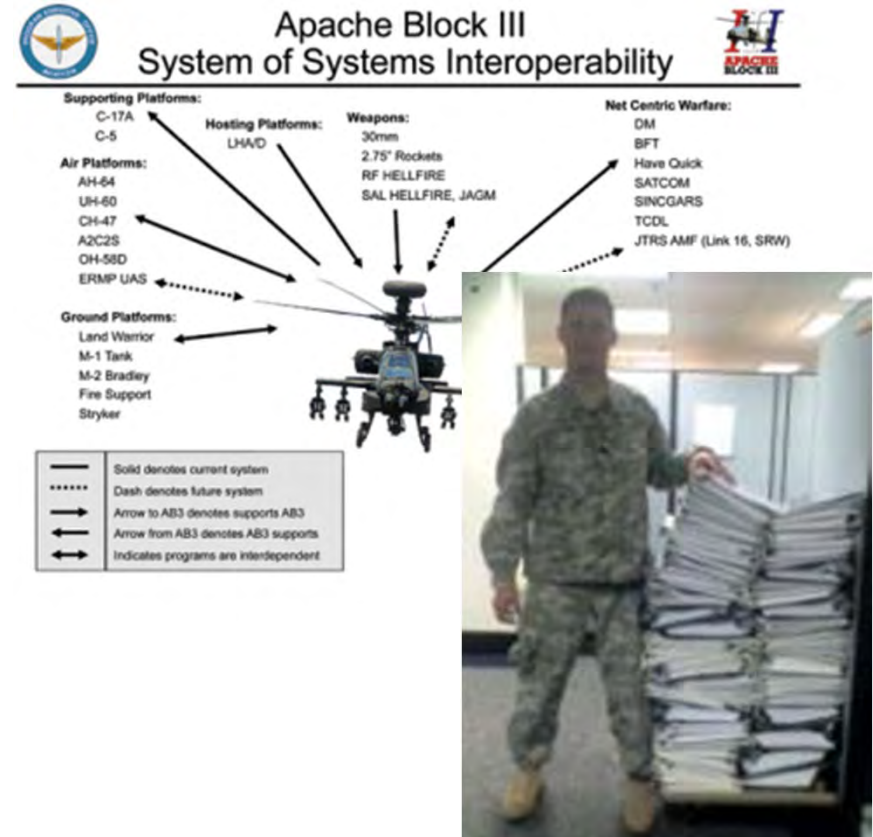 Apache Block III
System of Systems Interoperability
APACHE
BLOCK III
Supporting Platforms:
C-17A
C-5
Hosting Platforms:
LHA/D
Weapons:
30mm
2.75" Rockets
RF HELLFIRE
SAL HELLFIRE, JAGM
Net Centric Warfare:
DM
BFT
Have Quick
SATCOM
SINCGARS
TCDL
JTRS AMF (Link 16, SRW)
Air Platforms:
AH-64
UH-60
CH-47
A2C2S
OH-58D
ERMP UAS
Ground Platforms:
Land Warrior
M-1 Tank
M-2 Bradley
Fire Support
Stryker
Solid denotes current system
Dash denotes future system
Arrow to AB3 denotes supports AB3
Arrow from AB3 denotes AB3 supports
Indicates programs are interdependent